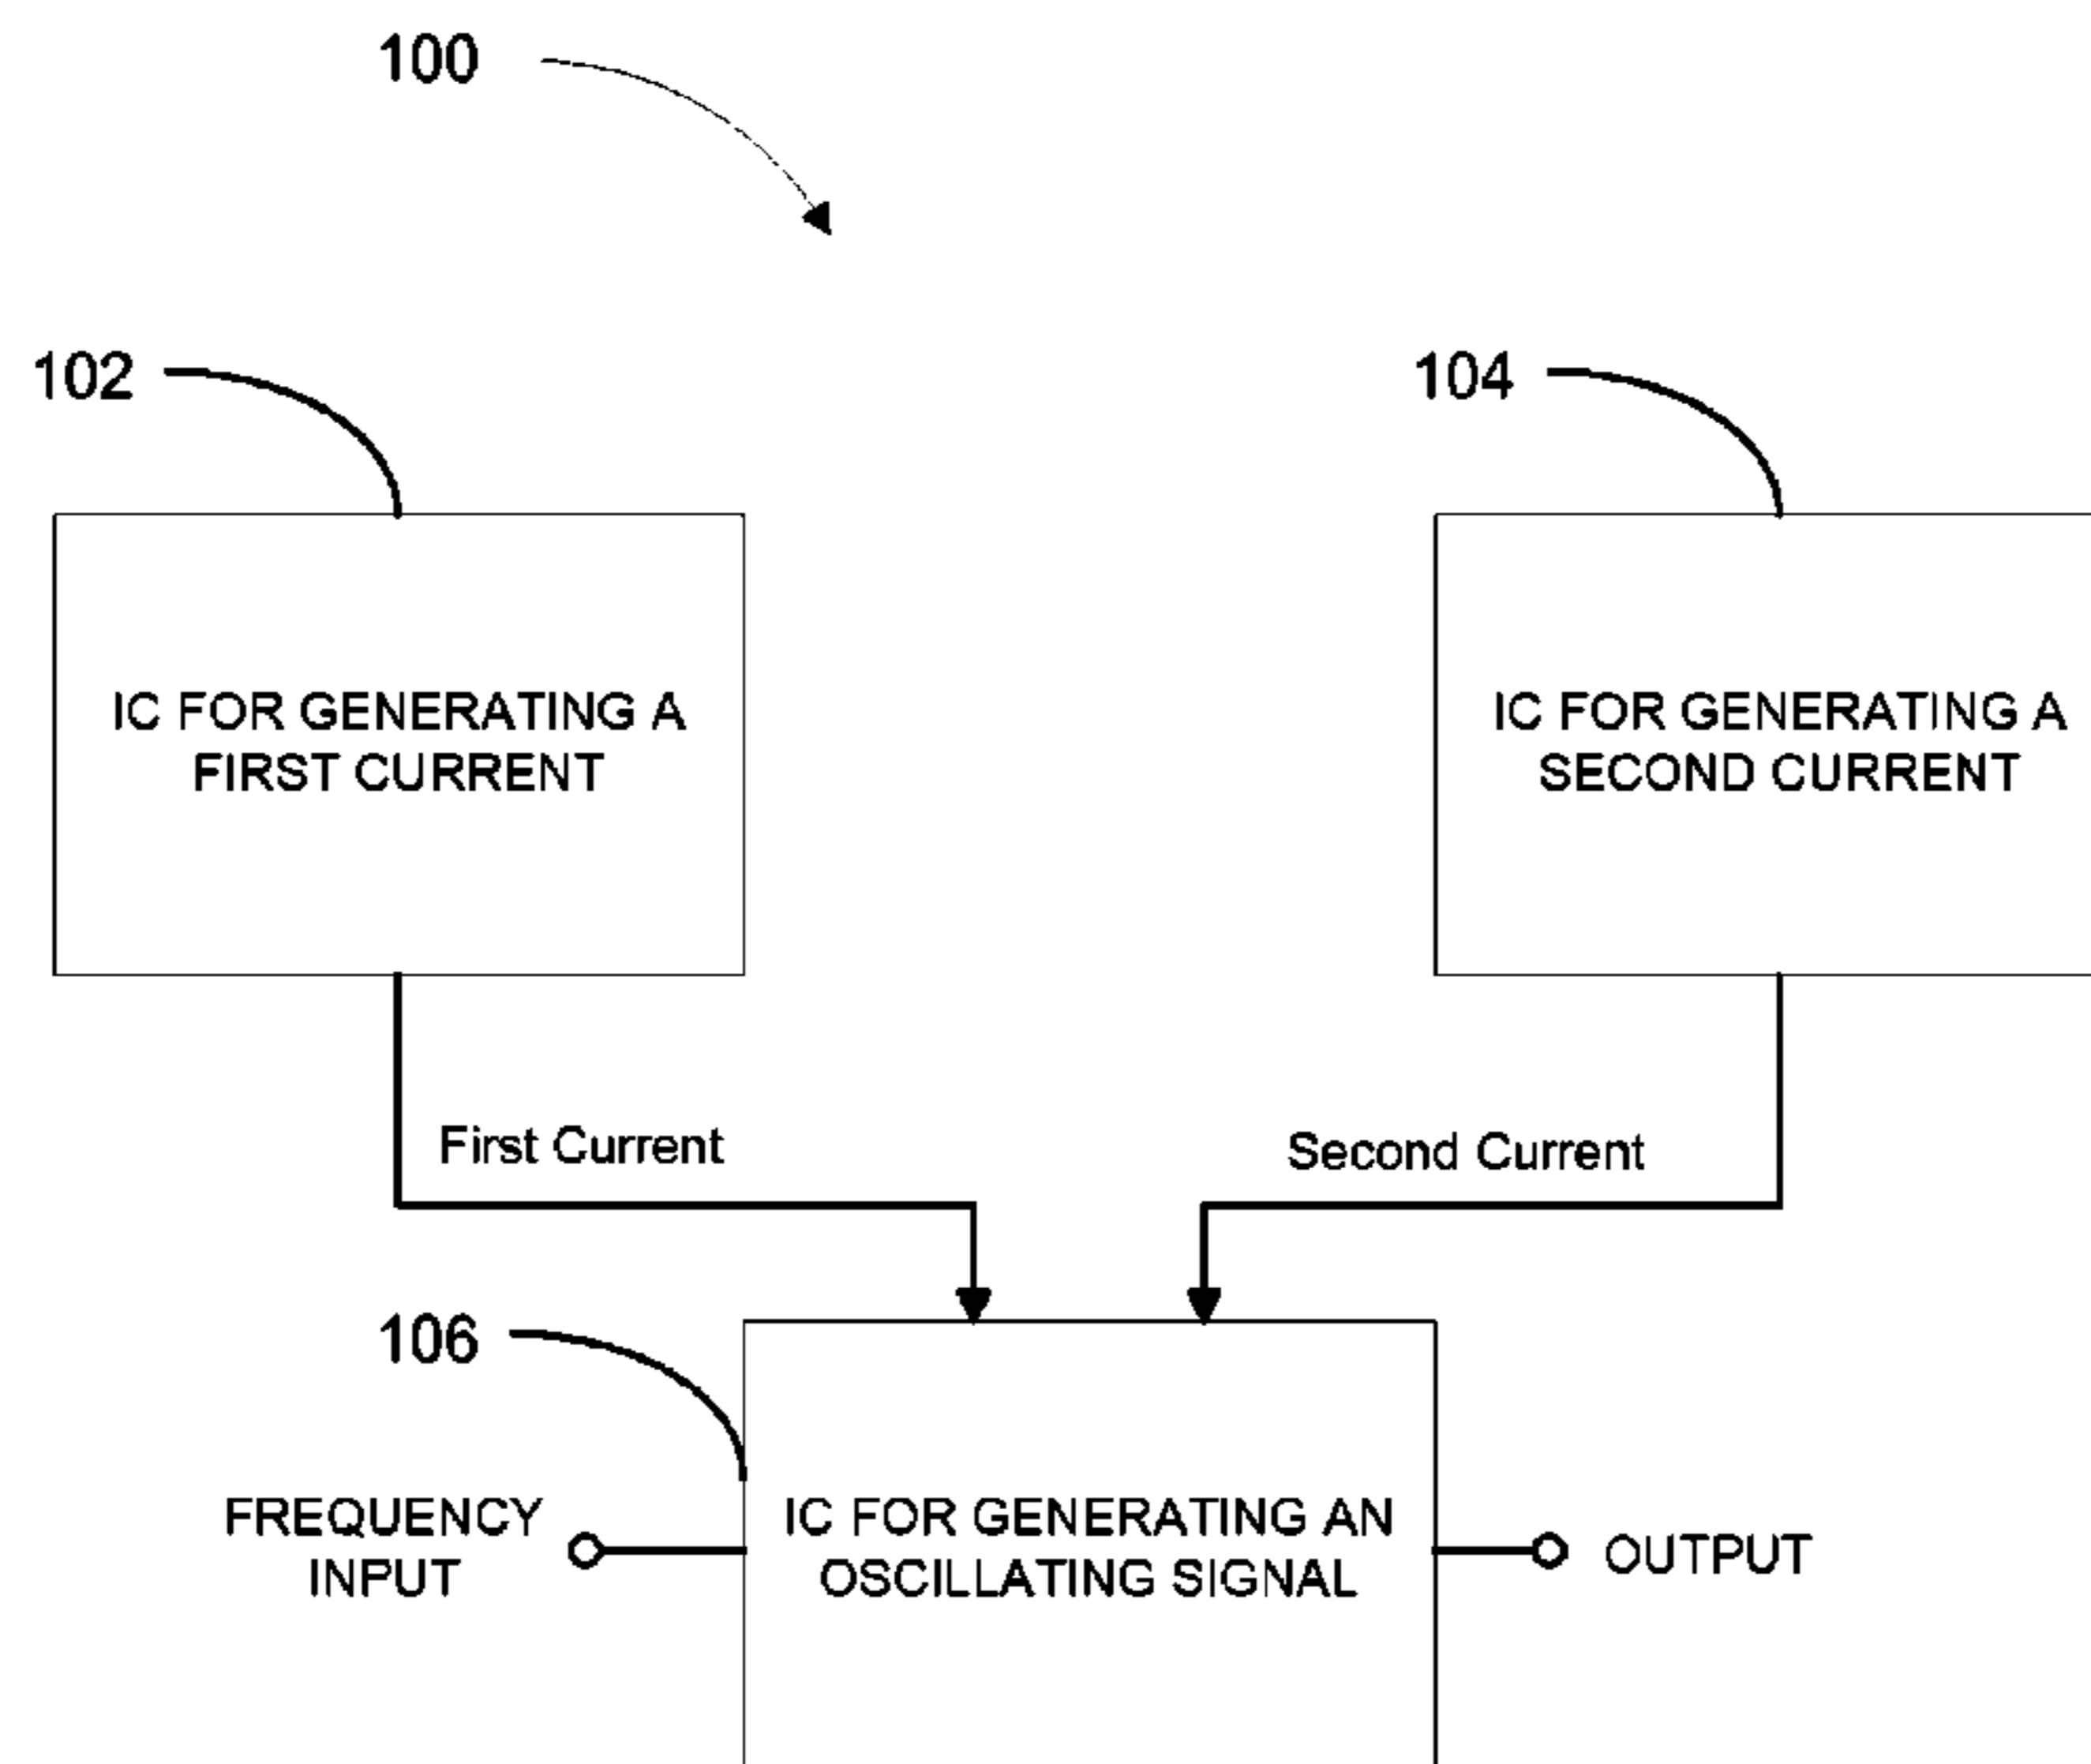 100
102
104
IC FOR GENERATING A
FIRST CURRENT
IC FOR GENERATING A
SECOND CURRENT
First Current
Second Current
106
FREQUENCY
INPUT
IC FOR GENERATING AN
OSCILLATING SIGNAL
OUTPUT